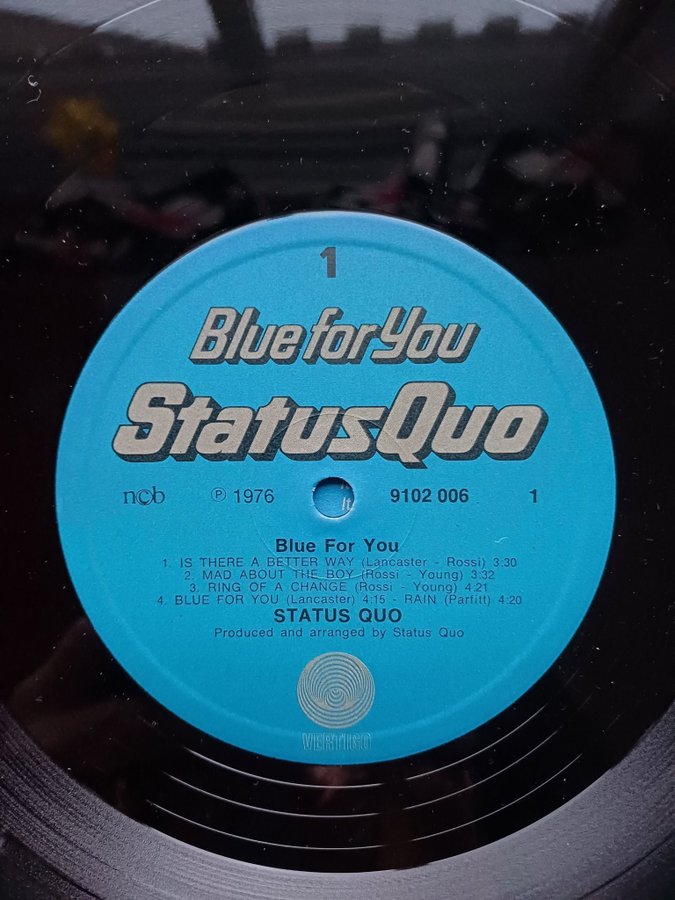 1
Blue for You
Status Quo
ncb ℗ 1976 9102 006 1
Blue For You
1. IS THERE A BETTER WAY (Lancaster - Rossi) 3:30
2. MAD ABOUT THE BOY (Rossi - Young) 3:32
3. RING OF A CHANGE (Rossi - Young) 4:21
4. BLUE FOR YOU (Lancaster) 4:15 - RAIN (Parfitt) 4:20
STATUS QUO
Produced and arranged by Status Quo
VERTIGO